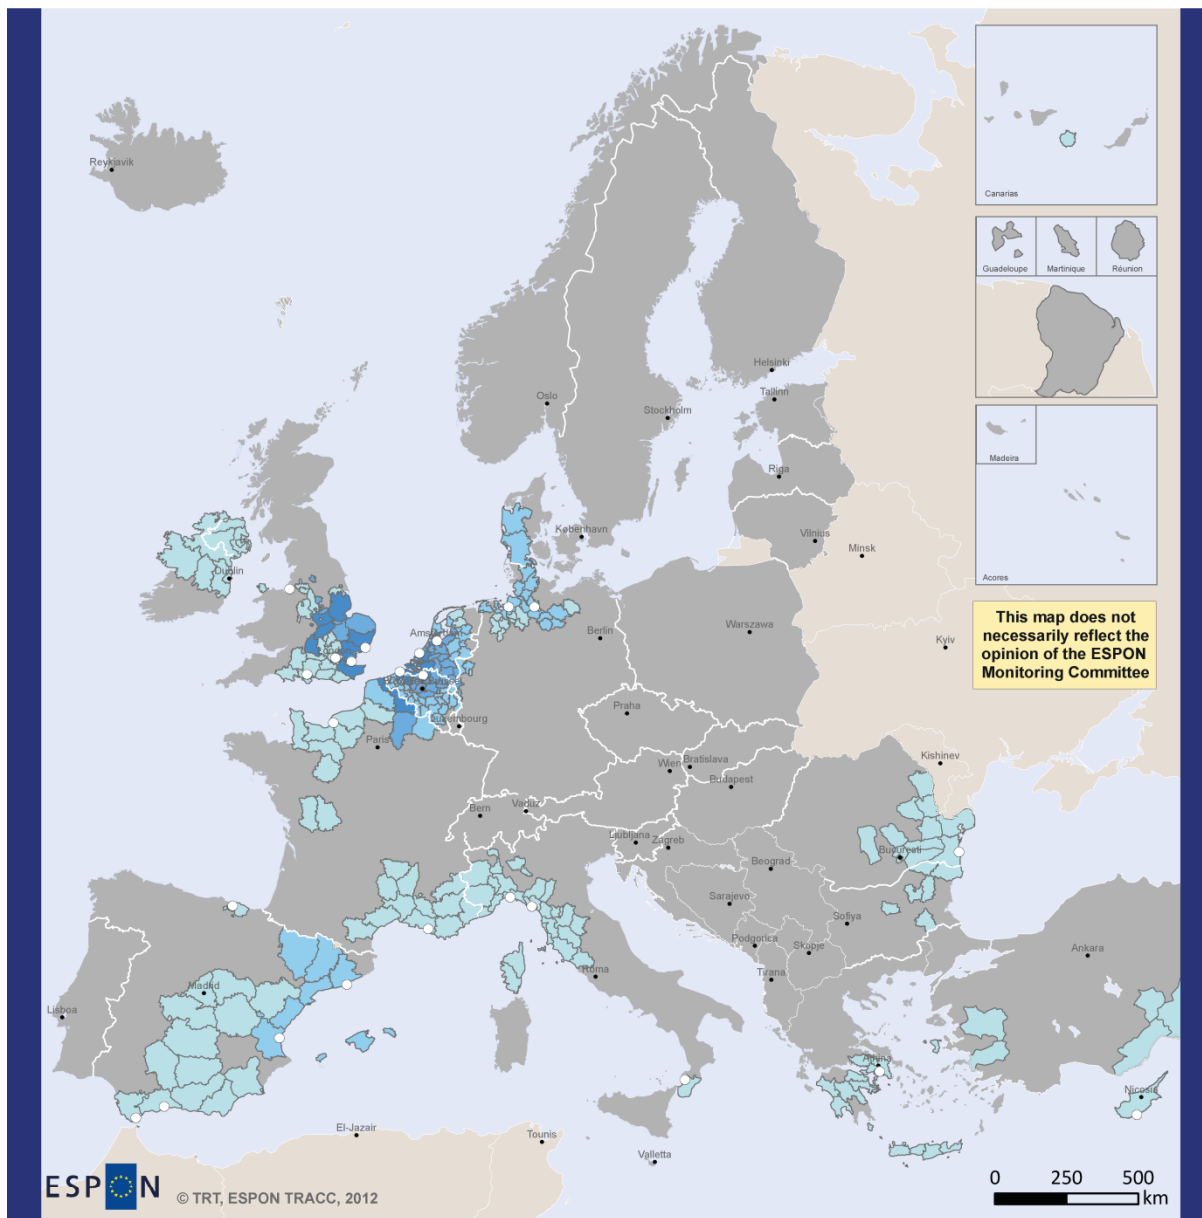 Reykjavik
Canarias
Guadeloupe
Martinique
Réunion
Helsinki
Tallinn
Oslo
Stockholm
Madeira
Riga
København
Vilnius
Minsk
Dublin
Acores
This map does not
necessarily reflect the
opinion of the ESPON
Monitoring Committee
Amsterdam
Berlin
Warszawa
Kyiv
London
Luxembourg
Praha
Paris
Kishinev
Wien
Bratislava
Budapest
Bern
Vaduz
Ljubljana
Zagreb
Bucuresti
Beograd
Sarajevo
Sofiya
Podgorica
Skopje
Ankara
Roma
Tirana
Madrid
Lisboa
Athina
Nicosia
El-Jazair
Tounis
Valletta
ESPON
© TRT, ESPON TRACC, 2012
0 250 500
km